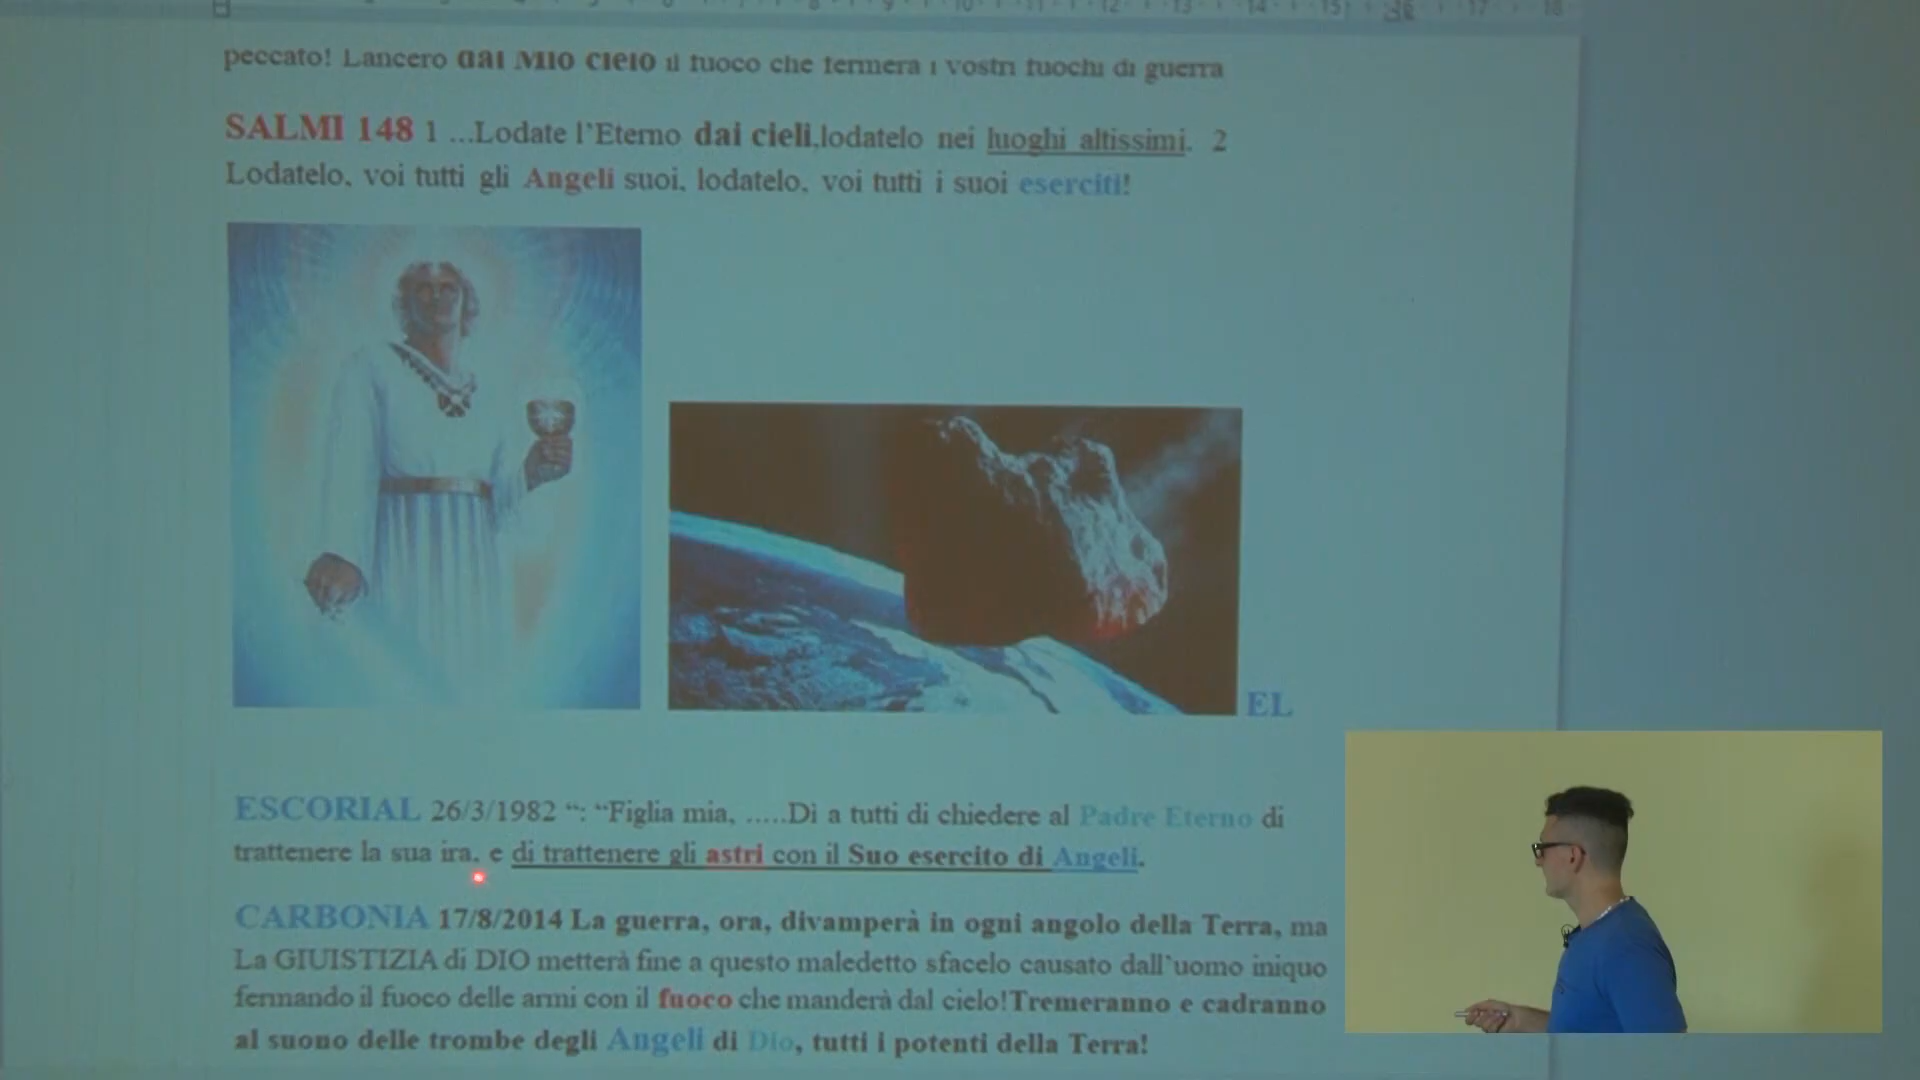 peccato! Lancero dal MIO cielo il fuoco che fermerà i vostri fuochi di guerra
SALMI 148 1 ...Lodate l'Eterno dai cieli,lodatelo nei luoghi altissimi. 2
Lodatelo, voi tutti gli Angeli suoi, lodatelo, voi tutti i suoi eserciti!
EL
ESCORIAL 26/3/1982 “: “Figlia mia, .....Di a tutti di chiedere al Padre Eterno di
trattenere la sua ira, e di trattenere gli astri con il Suo esercito di Angeli.
CARBONIA 17/8/2014 La guerra, ora, divamperà in ogni angolo della Terra, ma
La GIUISTIZIA di DIO metterà fine a questo maledetto sfacelo causato dall'uomo iniquo
fermando il fuoco delle armi con il fuoco che manderà dal cielo!Tremeranno e cadranno
al suono delle trombe degli Angeli di Dio, tutti i potenti della Terra!